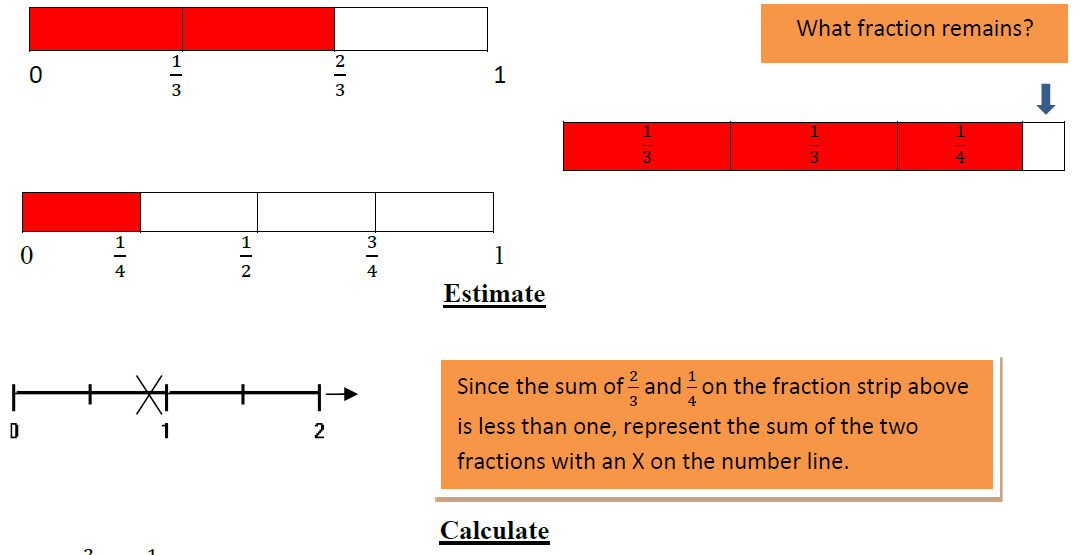 What fraction remains?
0 1/3 2/3 1
1/3 1/3 1/4
0 1/4 1/2 3/4 1
Estimate
Since the sum of 2/3 and 1/4 on the fraction strip above
is less than one, represent the sum of the two
fractions with an X on the number line.
0 1 2
Calculate